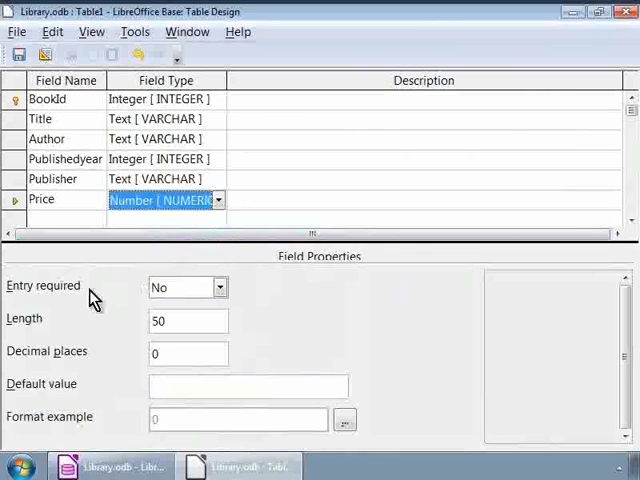 Library.odb : Table1 - LibreOffice Base: Table Design
File Edit View Tools Window Help
Field Name Field Type Description
BookId Integer [ INTEGER ]
Title Text [ VARCHAR ]
Author Text [ VARCHAR ]
Publishedyear Integer [ INTEGER ]
Publisher Text [ VARCHAR ]
Price Number [ NUMERIC
Field Properties
Entry required No
Length 50
Decimal places 0
Default value
Format example 0 ...
Library.odb - Libr... Library.odb : Tabl...